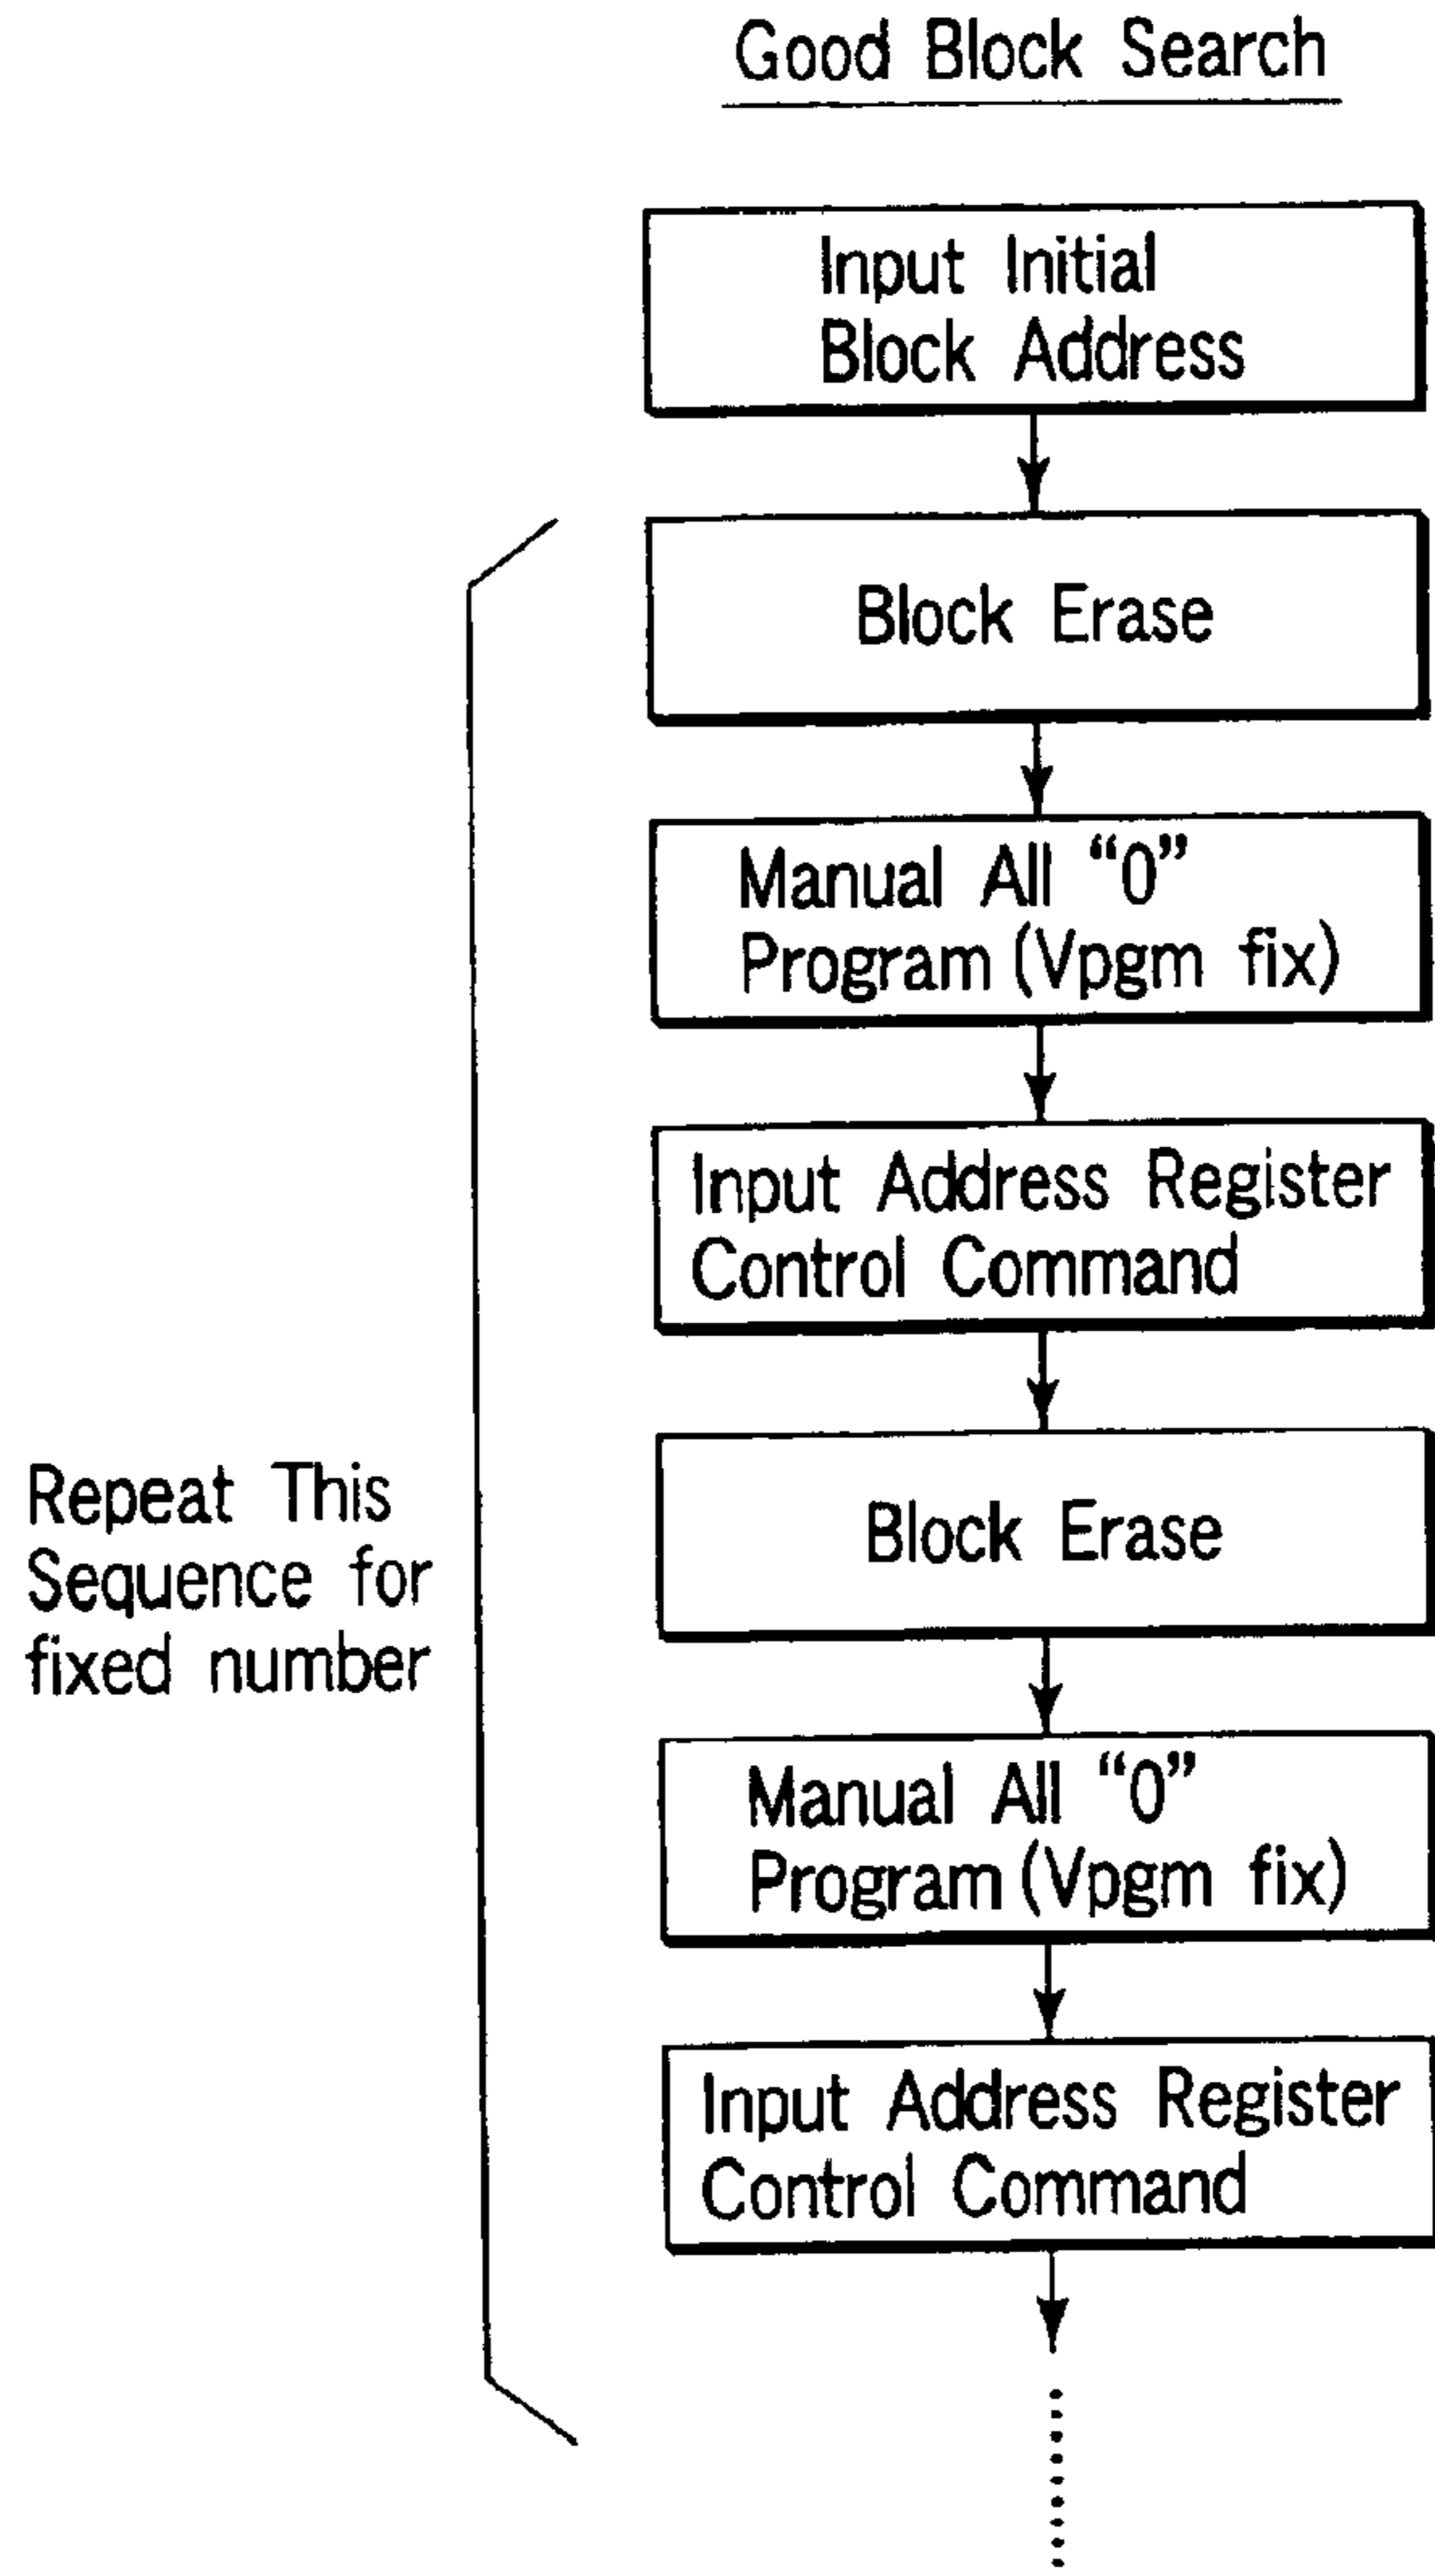 Good Block Search
Input Initial
Block Address
Block Erase
Manual All “0”
Program (Vpgm fix)
Input Address Register
Control Command
Block Erase
Repeat This
Sequence for
fixed number
Manual All “0”
Program (Vpgm fix)
Input Address Register
Control Command